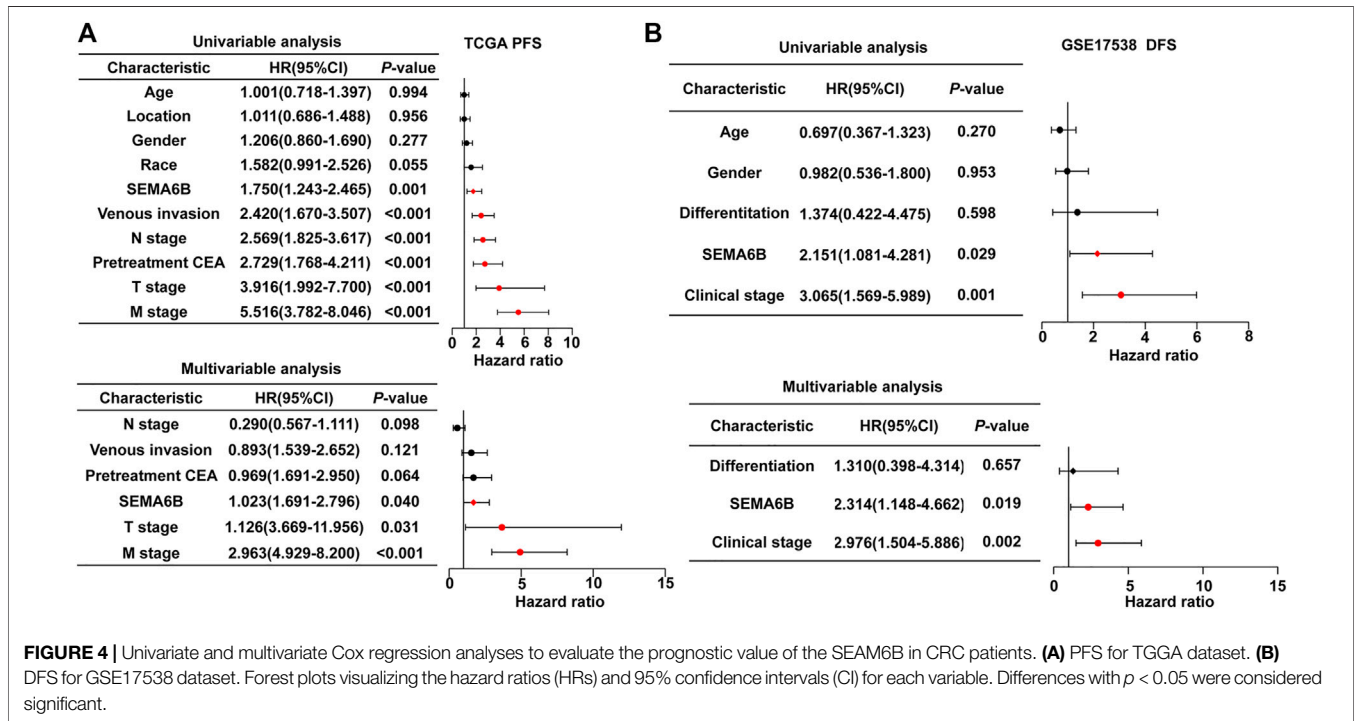 A
Univariable analysis
TCGA PFS
Characteristic HR(95%CI) P-value
Age 1.001(0.718-1.397) 0.994
Location 1.011(0.686-1.488) 0.956
Gender 1.206(0.860-1.690) 0.277
Race 1.582(0.991-2.526) 0.055
SEMA6B 1.750(1.243-2.465) 0.001
Venous invasion 2.420(1.670-3.507) <0.001
N stage 2.569(1.825-3.617) <0.001
Pretreatment CEA 2.729(1.768-4.211) <0.001
T stage 3.916(1.992-7.700) <0.001
M stage 5.516(3.782-8.046) <0.001
0 2 4 6 8 10
Hazard ratio
Multivariable analysis
Characteristic HR(95%CI) P-value
N stage 0.290(0.567-1.111) 0.098
Venous invasion 0.893(1.539-2.652) 0.121
Pretreatment CEA 0.969(1.691-2.950) 0.064
SEMA6B 1.023(1.691-2.796) 0.040
T stage 1.126(3.669-11.956) 0.031
M stage 2.963(4.929-8.200) <0.001
0 5 10 15
Hazard ratio
B
Univariable analysis
GSE17538 DFS
Characteristic HR(95%CI) P-value
Age 0.697(0.367-1.323) 0.270
Gender 0.982(0.536-1.800) 0.953
Differentitation 1.374(0.422-4.475) 0.598
SEMA6B 2.151(1.081-4.281) 0.029
Clinical stage 3.065(1.569-5.989) 0.001
0 2 4 6 8
Hazard ratio
Multivariable analysis
Characteristic HR(95%CI) P-value
Differentiation 1.310(0.398-4.314) 0.657
SEMA6B 2.314(1.148-4.662) 0.019
Clinical stage 2.976(1.504-5.886) 0.002
0 5 10 15
Hazard ratio
FIGURE 4 | Univariate and multivariate Cox regression analyses to evaluate the prognostic value of the SEAM6B in CRC patients. (A) PFS for TGGA dataset. (B)
DFS for GSE17538 dataset. Forest plots visualizing the hazard ratios (HRs) and 95% confidence intervals (CI) for each variable. Differences with p < 0.05 were considered
significant.